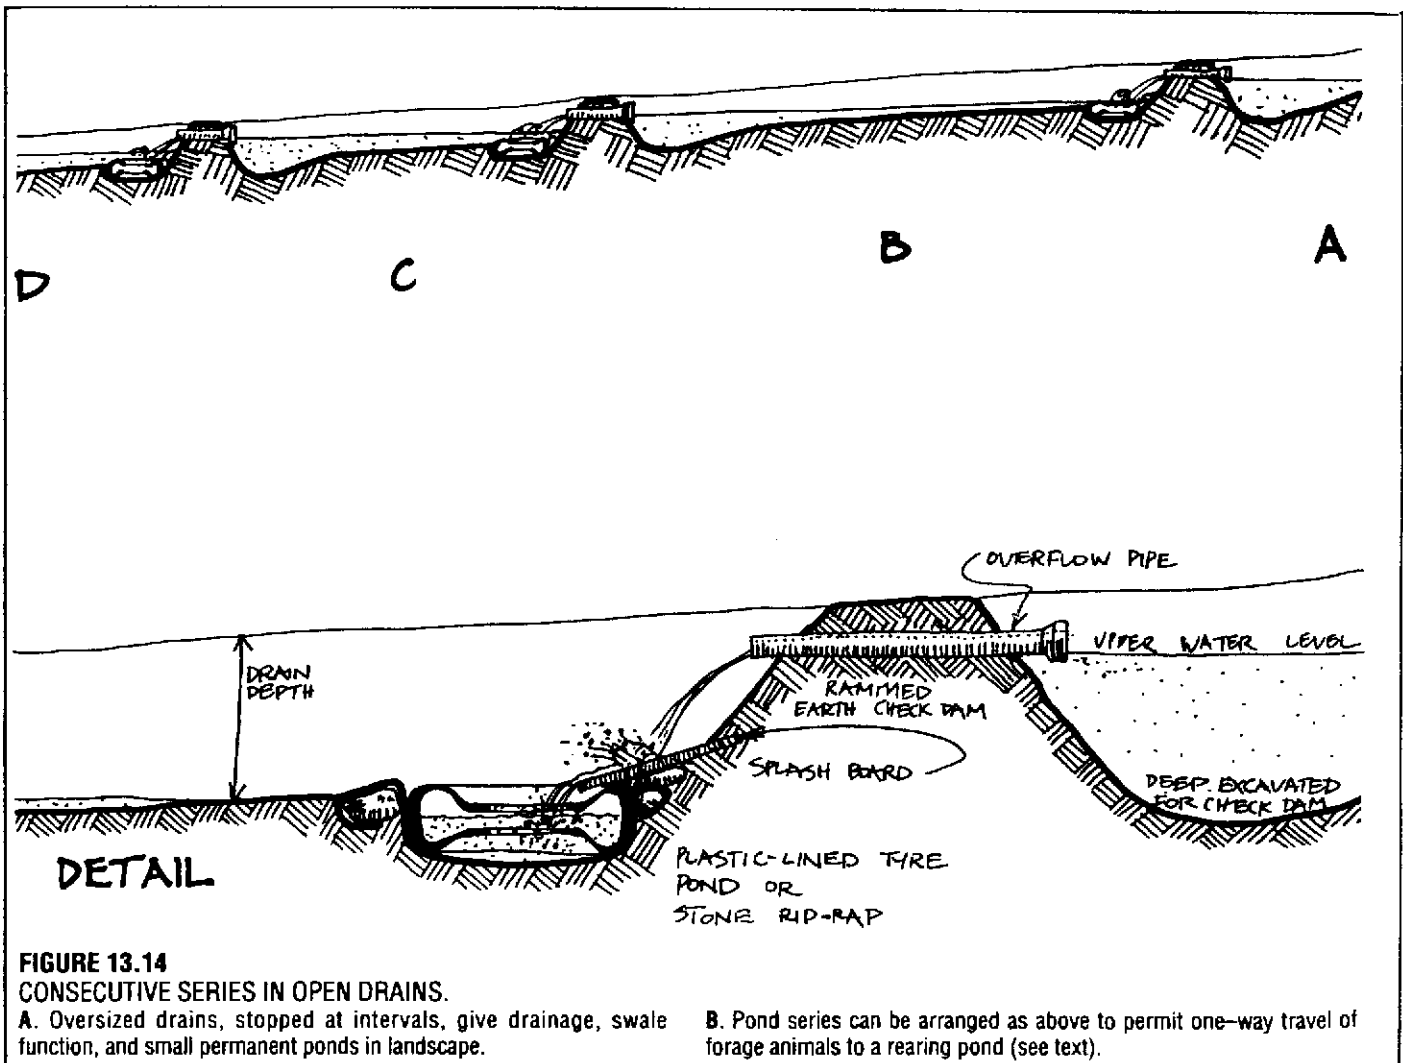 D
C
B
A
OVERFLOW PIPE
UPPER WATER LEVEL
DRAIN
DEPTH
RAMMED
EARTH CHECK DAM
SPLASH BOARD
DEEP. EXCAVATED
FOR CHECK DAM
DETAIL
PLASTIC-LINED TYRE
POND OR
STONE RIP-RAP
FIGURE 13.14
CONSECUTIVE SERIES IN OPEN DRAINS.
A. Oversized drains, stopped at intervals, give drainage, swale
function, and small permanent ponds in landscape.
B. Pond series can be arranged as above to permit one–way travel of
forage animals to a rearing pond (see text).